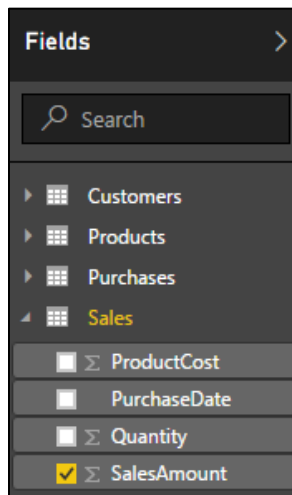 Fields
Search
Customers
Products
Purchases
Sales
ProductCost
PurchaseDate
Quantity
SalesAmount